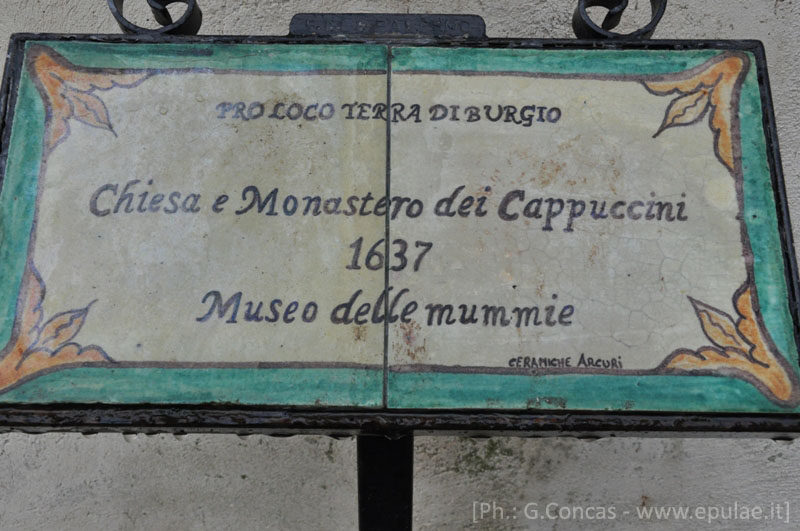 PRO LOCO TERRA DI BURGIO
Chiesa e Monastero dei Cappuccini
1637
Museo delle mummie
CERAMICHE ARCURI
[Ph.: G.Concas - www.epulae.it]